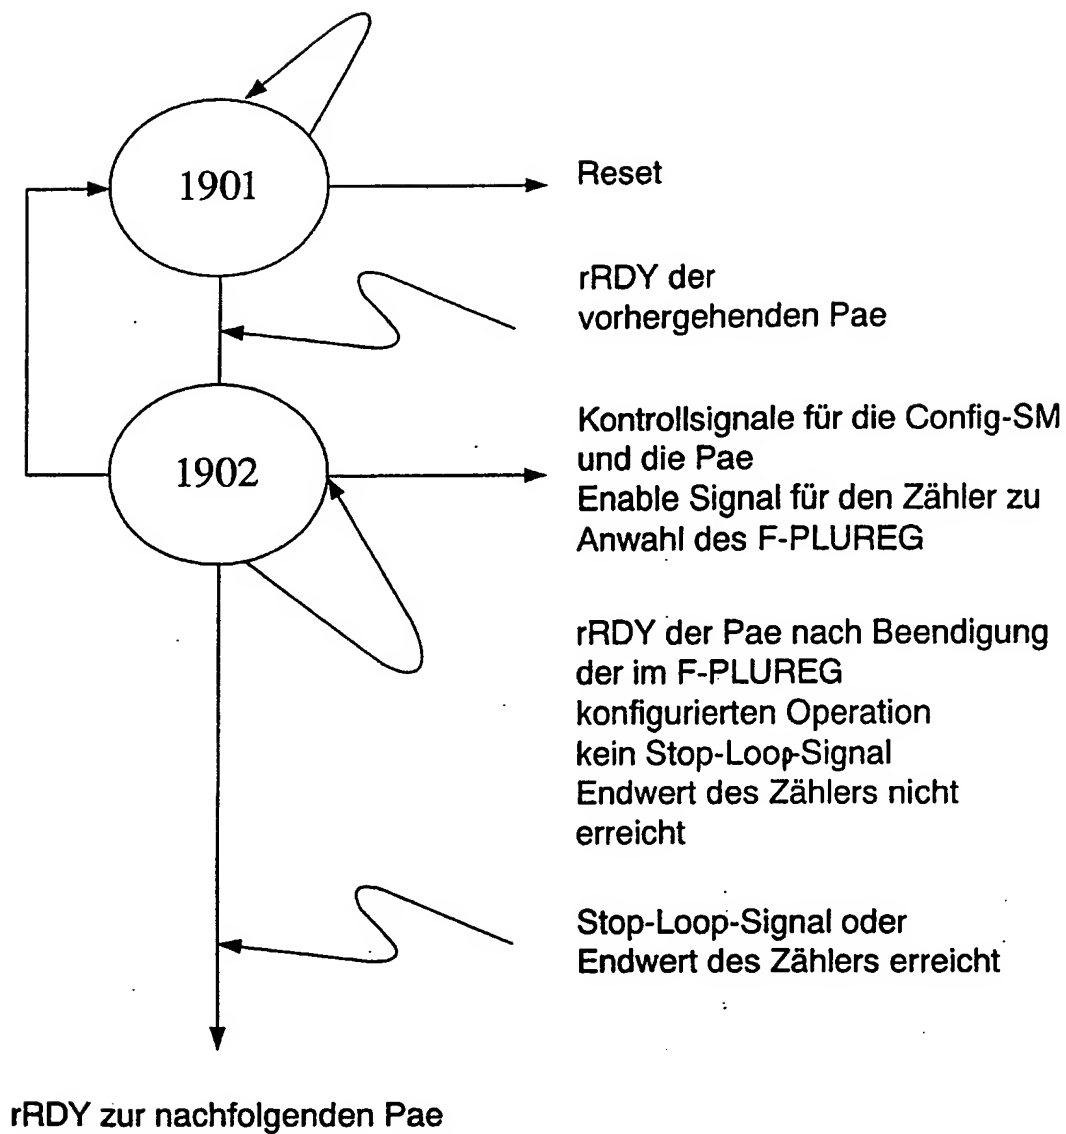 1901
Reset
rRDY der
vorhergehenden Pae
1902
Kontrollsignale für die Config-SM
und die Pae
Enable Signal für den Zähler zu
Anwahl des F-PLUREG
rRDY der Pae nach Beendigung
der im F-PLUREG
konfigurierten Operation
kein Stop-Loop-Signal
Endwert des Zählers nicht
erreicht
Stop-Loop-Signal oder
Endwert des Zählers erreicht
rRDY zur nachfolgenden Pae